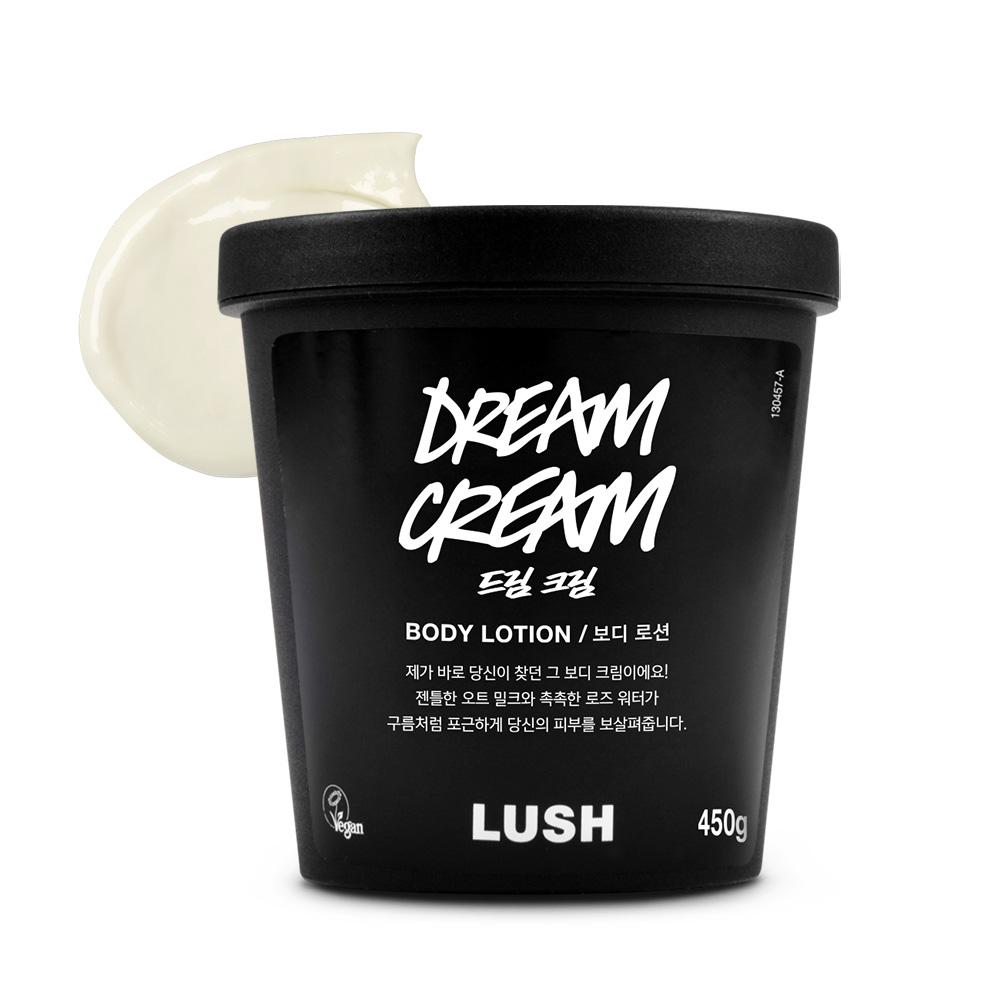 130457-A
DREAM
CREAM
드림 크림
BODY LOTION / 보디 로션
제가 바로 당신이 찾던 그 보디 크림이에요!
젠틀한 오트 밀크와 촉촉한 로즈 워터가
구름처럼 포근하게 당신의 피부를 보살펴줍니다.
Vegan
LUSH
450g